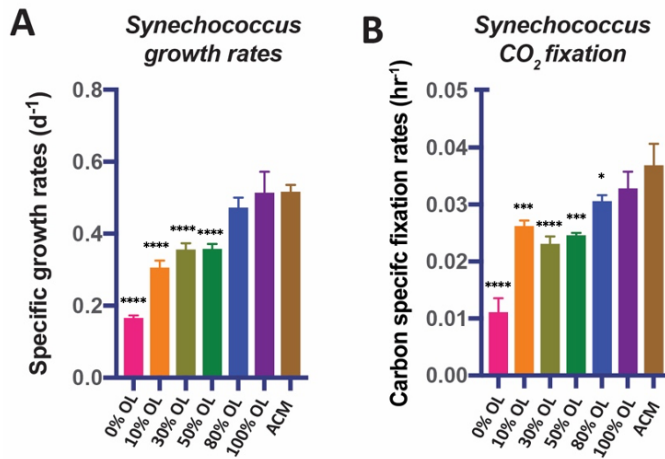 A
Synechococcus
growth rates
Specific growth rates (d-1)
0.8
0.6
0.4
0.2
0.0
****
****
****
****
0% OL
10% OL
30% OL
50% OL
80% OL
100% OL
ACM
B
Synechococcus
CO2 fixation
Carbon specifc fixation rates (hr-1)
0.05
0.04
0.03
0.02
0.01
0.00
****
***
****
***
*
0% OL
10% OL
30% OL
50% OL
80% OL
100% OL
ACM